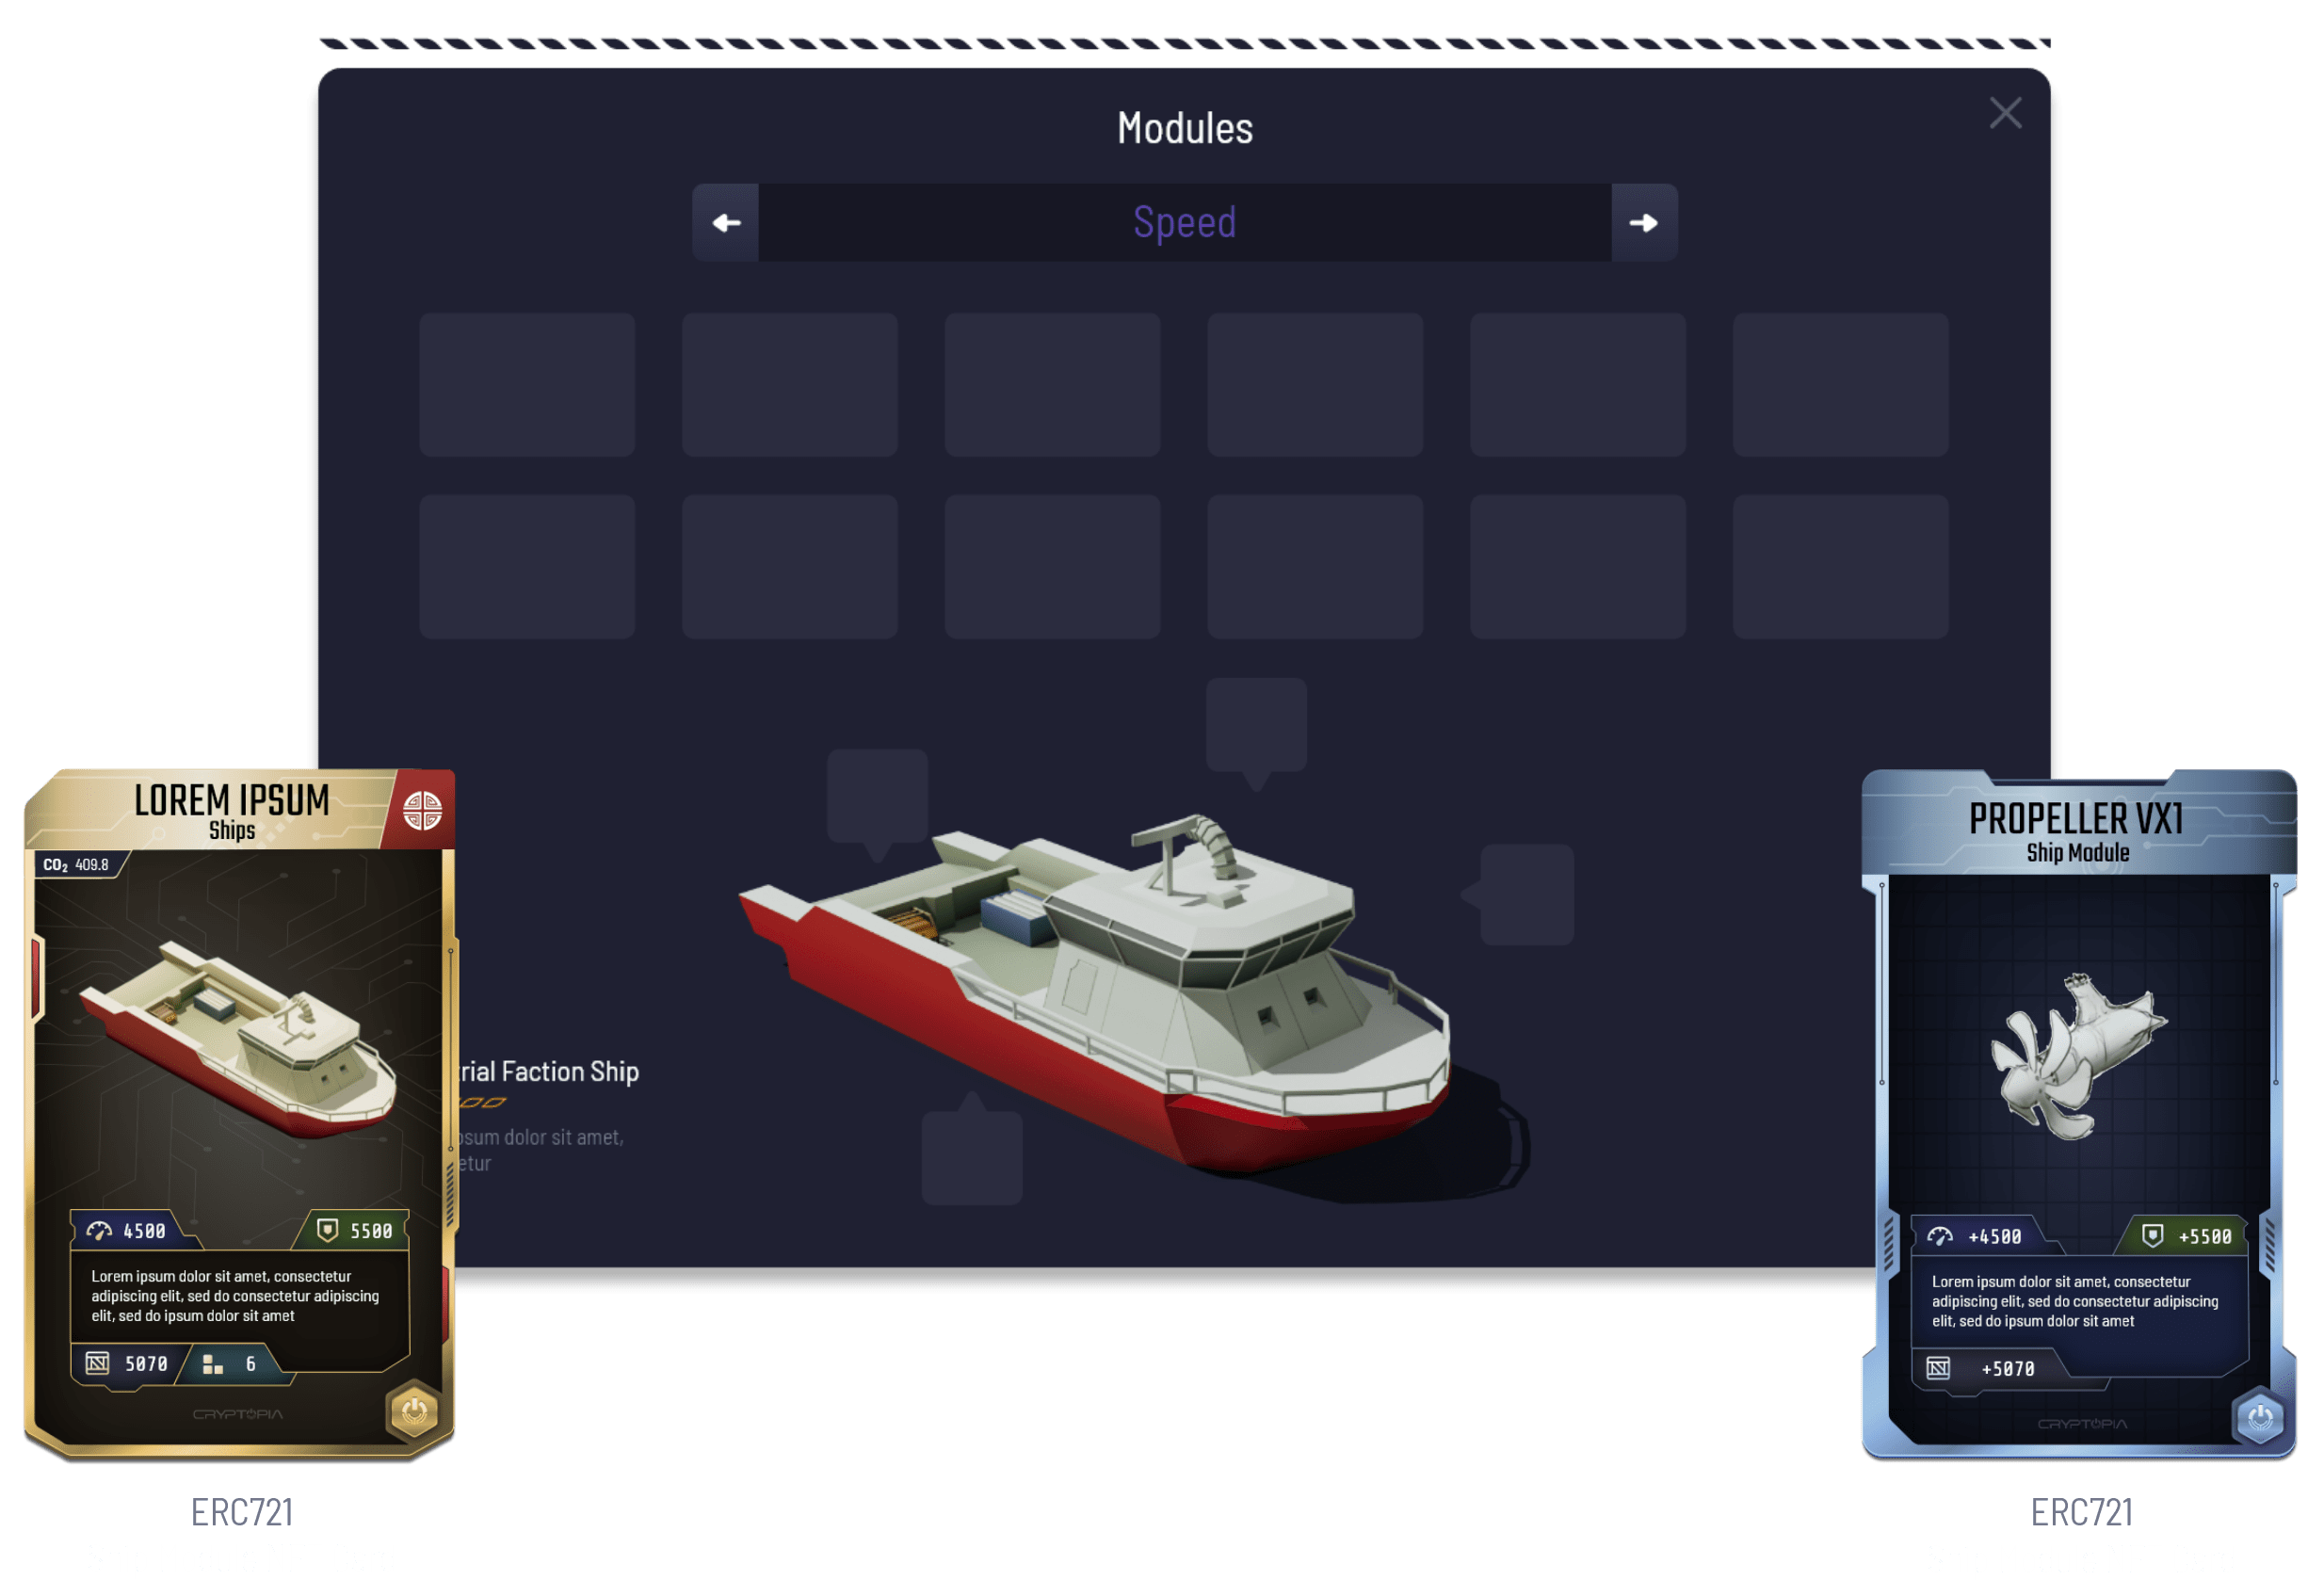 Modules
Speed
LOREM IPSUM
Ships
CO₂ 409.8
4500
5500
Lorem ipsum dolor sit amet, consectetur
adipiscing elit, sed do consectetur adipiscing
elit, sed do ipsum dolor sit amet
5070
6
CRYPTOPIA
ERC721
trial Faction Ship
psum dolor sit amet,
etur
PROPELLER VX1
Ship Module
+4500
+5500
Lorem ipsum dolor sit amet, consectetur
adipiscing elit, sed do consectetur adipiscing
elit, sed do ipsum dolor sit amet
+5070
CRYPTOPIA
ERC721